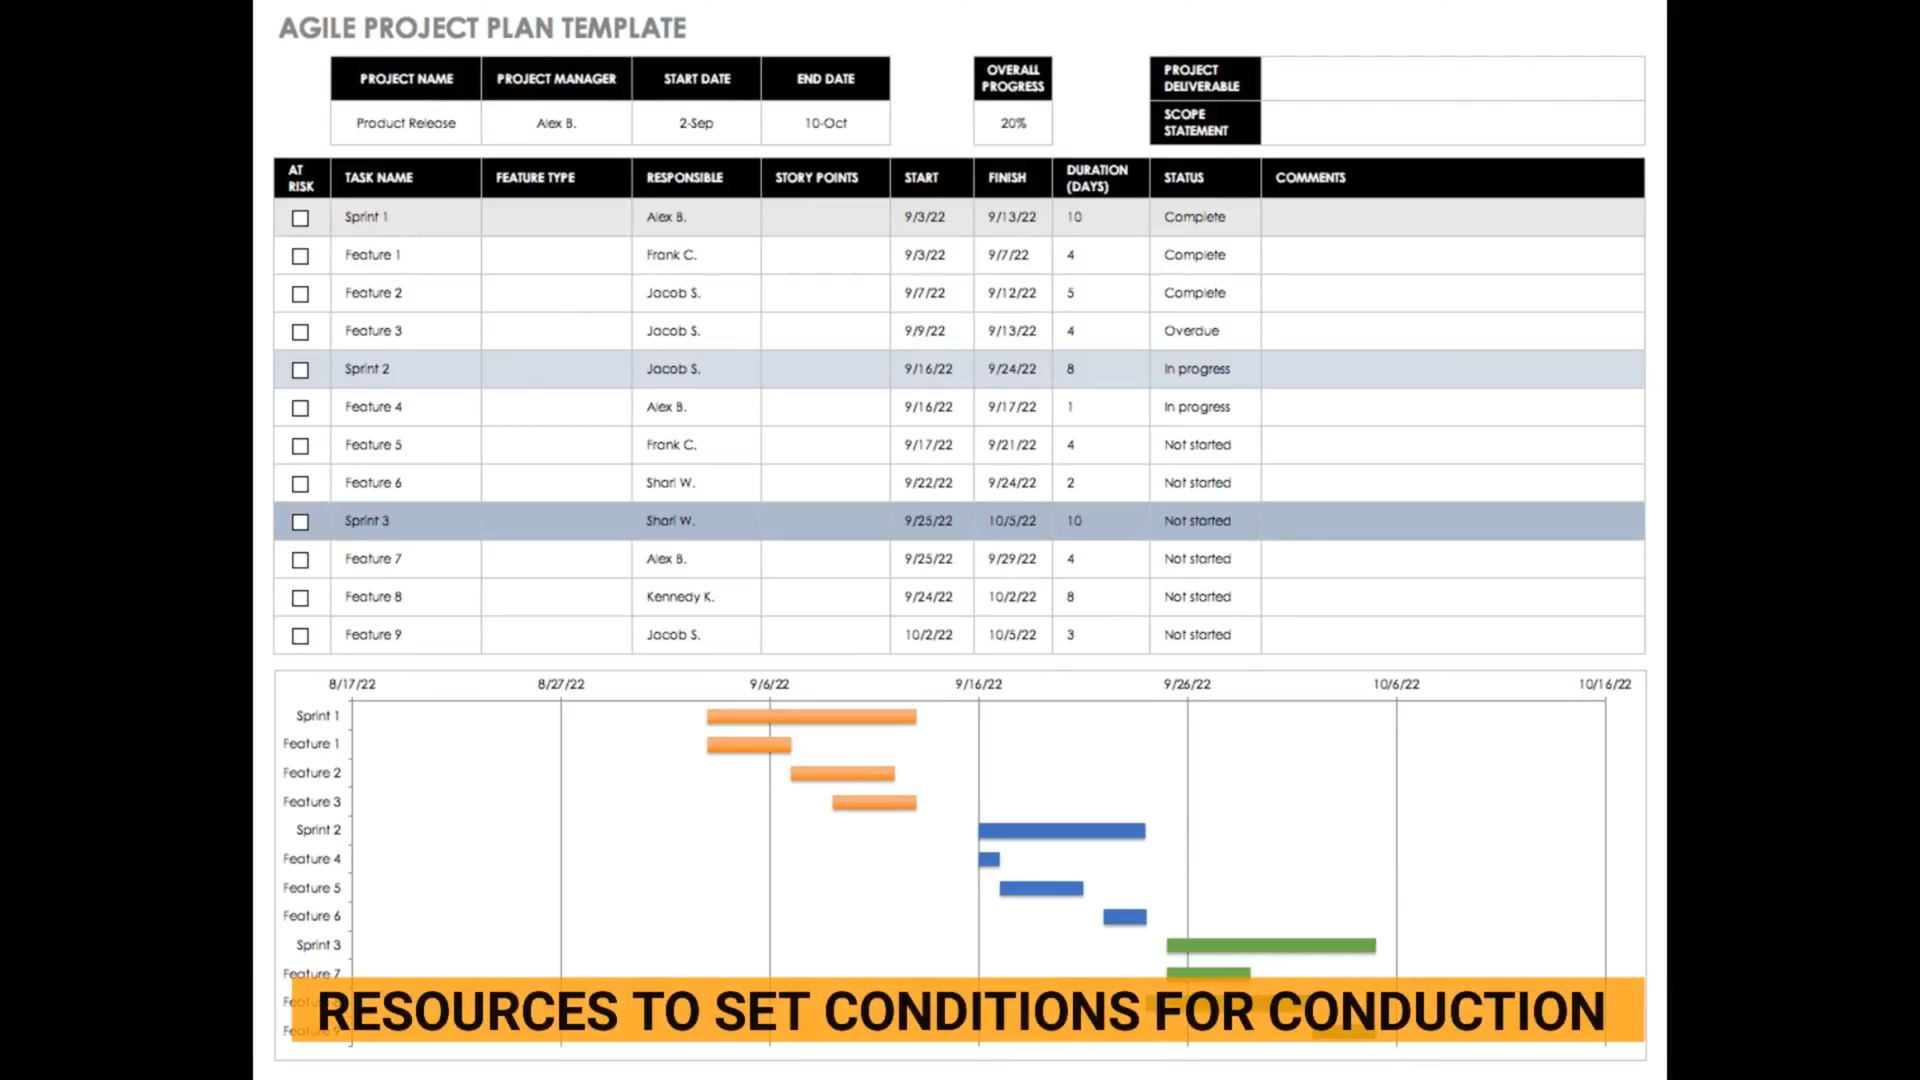 AGILE PROJECT PLAN TEMPLATE
PROJECT NAME PROJECT MANAGER START DATE END DATE OVERALL PROGRESS PROJECT DELIVERABLE
Product Release Alex B. 2-Sep 10-Oct 20% SCOPE STATEMENT
AT RISK TASK NAME FEATURE TYPE RESPONSIBLE STORY POINTS START FINISH DURATION (DAYS) STATUS COMMENTS
Sprint 1 Alex B. 9/3/22 9/13/22 10 Complete
Feature 1 Frank C. 9/3/22 9/7/22 4 Complete
Feature 2 Jacob S. 9/7/22 9/12/22 5 Complete
Feature 3 Jacob S. 9/9/22 9/13/22 4 Overdue
Sprint 2 Jacob S. 9/16/22 9/24/22 8 In progress
Feature 4 Alex B. 9/16/22 9/17/22 1 In progress
Feature 5 Frank C. 9/17/22 9/21/22 4 Not started
Feature 6 Shari W. 9/22/22 9/24/22 2 Not started
Sprint 3 Shari W. 9/25/22 10/5/22 10 Not started
Feature 7 Alex B. 9/25/22 9/29/22 4 Not started
Feature 8 Kennedy K. 9/24/22 10/2/22 8 Not started
Feature 9 Jacob S. 10/2/22 10/5/22 3 Not started
8/17/22 8/27/22 9/6/22 9/16/22 9/26/22 10/6/22 10/16/22
Sprint 1
Feature 1
Feature 2
Feature 3
Sprint 2
Feature 4
Feature 5
Feature 6
Sprint 3
Feature 7
RESOURCES TO SET CONDITIONS FOR CONDUCTION